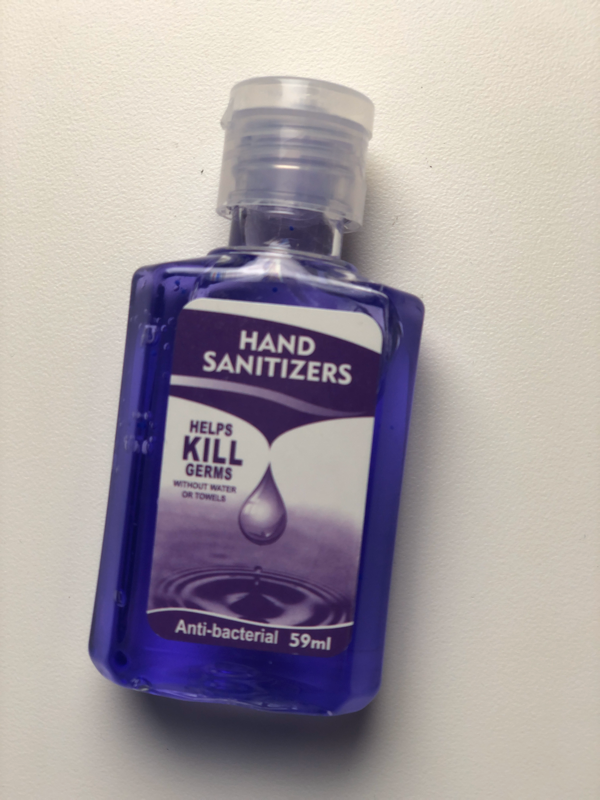 HAND
SANITIZERS
HELPS
KILL
GERMS
WITHOUT WATER
OR TOWELS
Anti-bacterial 59ml